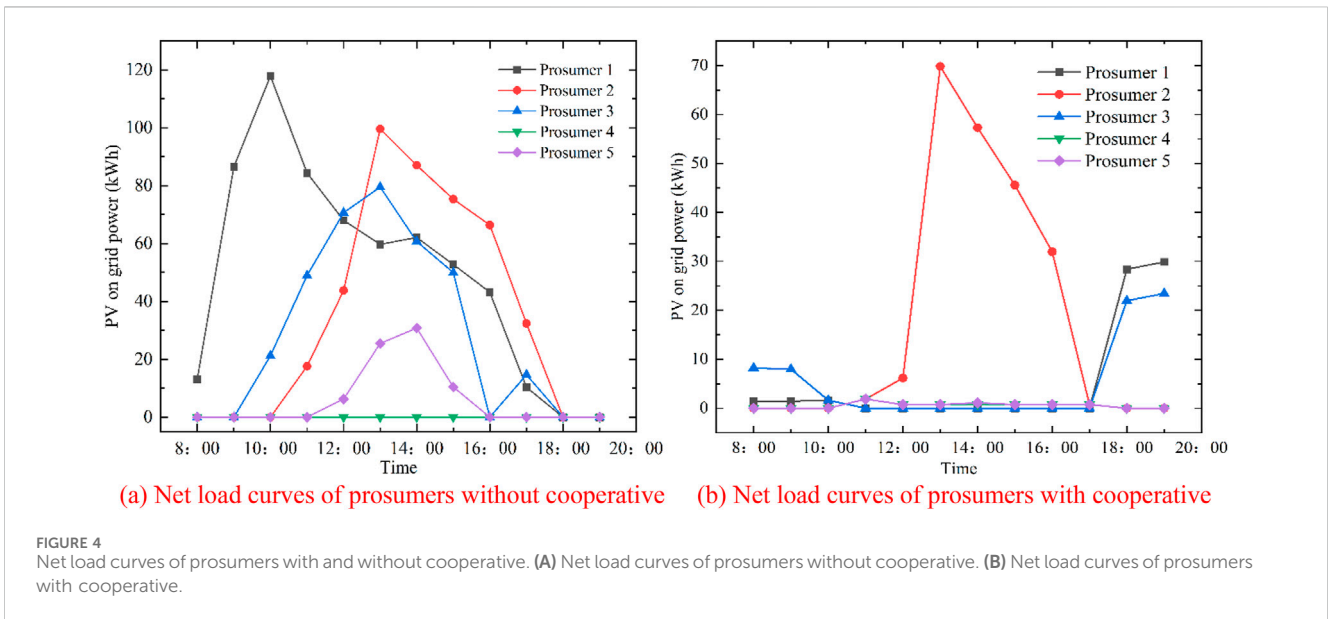 120
100
80
60
40
20
0
PV on grid power (kWh)
Prosumer 1
Prosumer 2
Prosumer 3
Prosumer 4
Prosumer 5
8：00 10：00 12：00 14：00 16：00 18：00 20：00
Time
(a) Net load curves of prosumers without cooperative
70
60
50
40
30
20
10
0
PV on grid power (kWh)
Prosumer 1
Prosumer 2
Prosumer 3
Prosumer 4
Prosumer 5
8：00 10：00 12：00 14：00 16：00 18：00 20：00
Time
(b) Net load curves of prosumers with cooperative
FIGURE 4
Net load curves of prosumers with and without cooperative. (A) Net load curves of prosumers without cooperative. (B) Net load curves of prosumers
with cooperative.